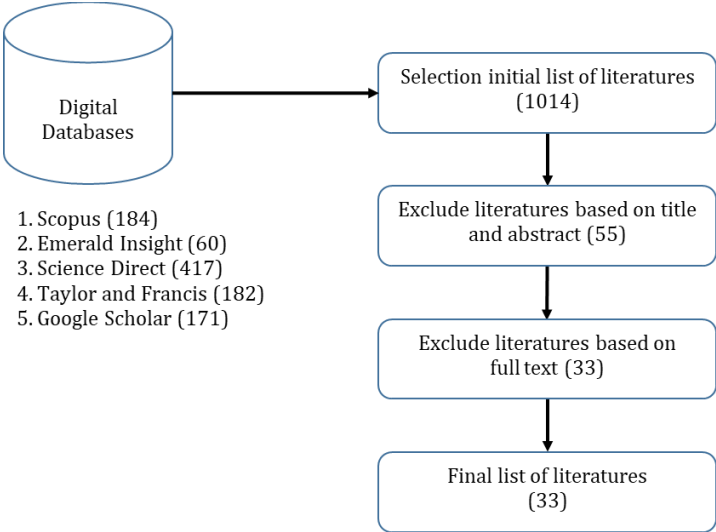 Digital
Databases
1. Scopus (184)
2. Emerald Insight (60)
3. Science Direct (417)
4. Taylor and Francis (182)
5. Google Scholar (171)
Selection initial list of literatures
(1014)
Exclude literatures based on title
and abstract (55)
Exclude literatures based on
full text (33)
Final list of literatures
(33)